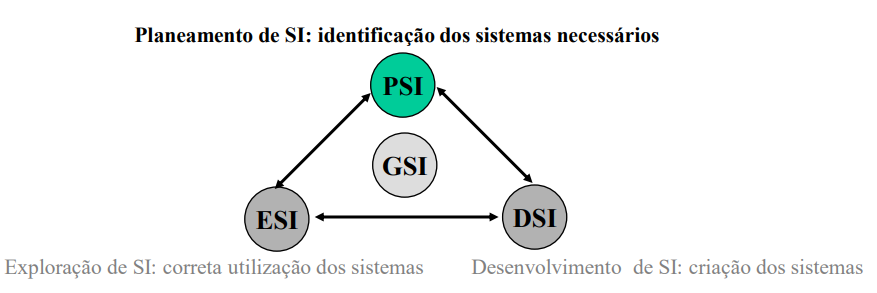 Planeamento de SI: identificação dos sistemas necessários
PSI
GSI
ESI
DSI
Exploração de SI: correta utilização dos sistemas
Desenvolvimento de SI: criação dos sistemas